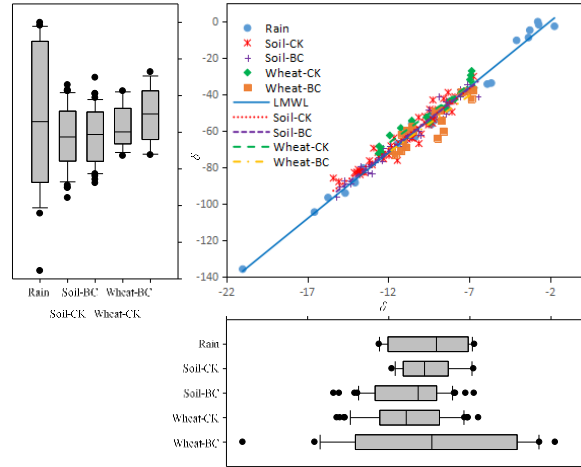 δ
Rain Soil-BC Wheat-BC
Soil-CK Wheat-CK
Rain
Soil-CK
Soil-BC
Wheat-CK
Wheat-BC
LMWL
Soil-CK
Soil-BC
Wheat-CK
Wheat-BC
0
-20
-40
-60
-80
-100
-120
-140
-22 -17 -12 -7 -2
δ
Rain
Soil-CK
Soil-BC
Wheat-CK
Wheat-BC